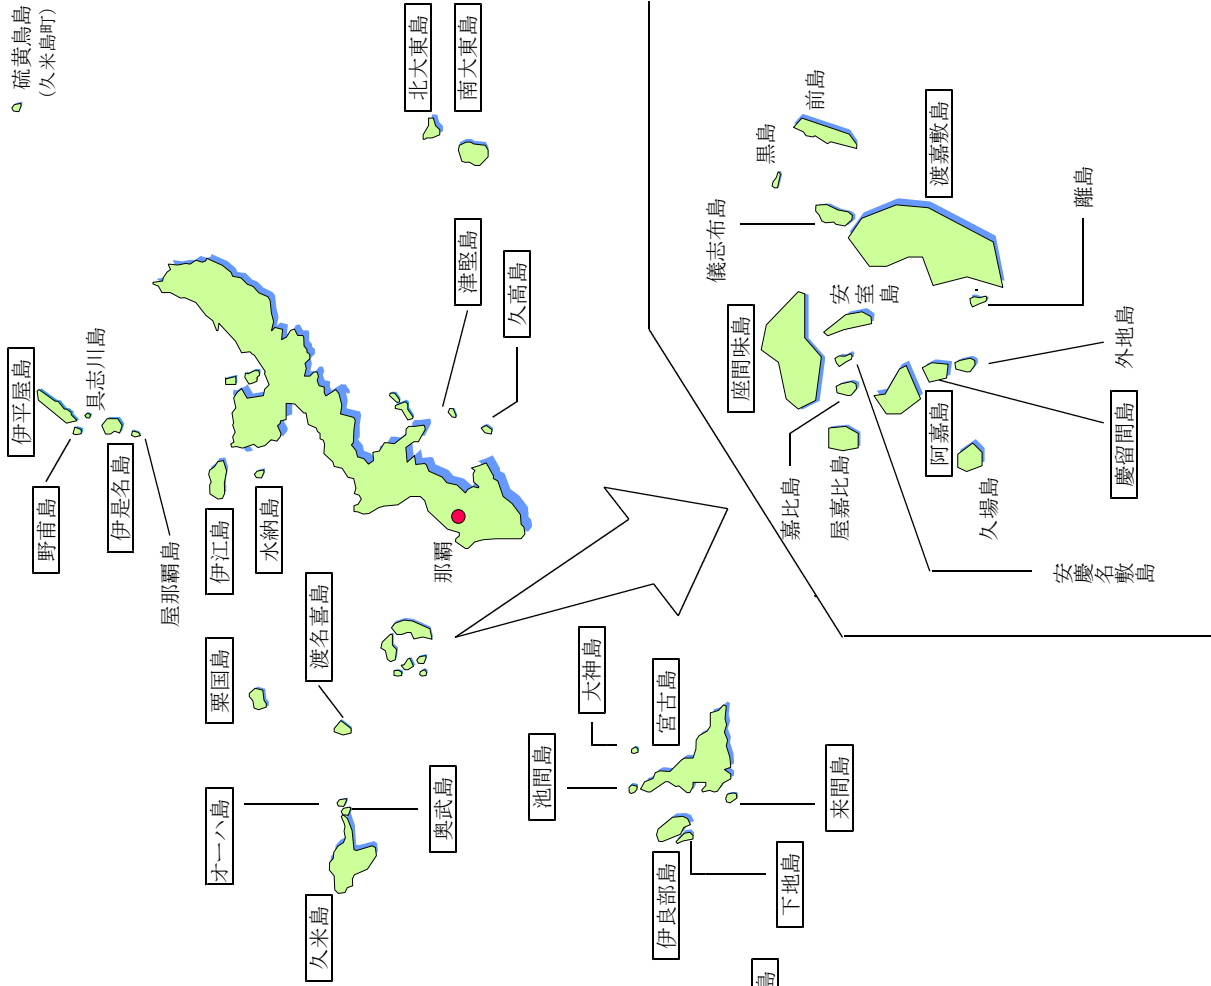 硫黄鳥島
(久米島町)
北大東島
南大東島
伊平屋島
具志川島
野甫島
伊是名島
屋那覇島
伊江島
水納島
津堅島
久高島
那覇
粟国島
渡名喜島
オーハ島
奥武島
久米島
大神島
宮古島
池間島
来間島
伊良部島
下地島
島
前島
黒島
渡嘉敷島
儀志布島
離島
安室島
座間味島
外地島
慶留間島
阿嘉島
嘉比島
屋嘉比島
久場島
安慶名敷島